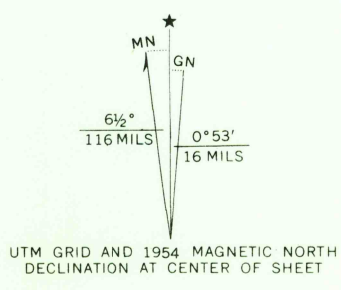 ★
MN
GN
6½°
116 MILS
0°53'
16 MILS
UTM GRID AND 1954 MAGNETIC NORTH
DECLINATION AT CENTER OF SHEET